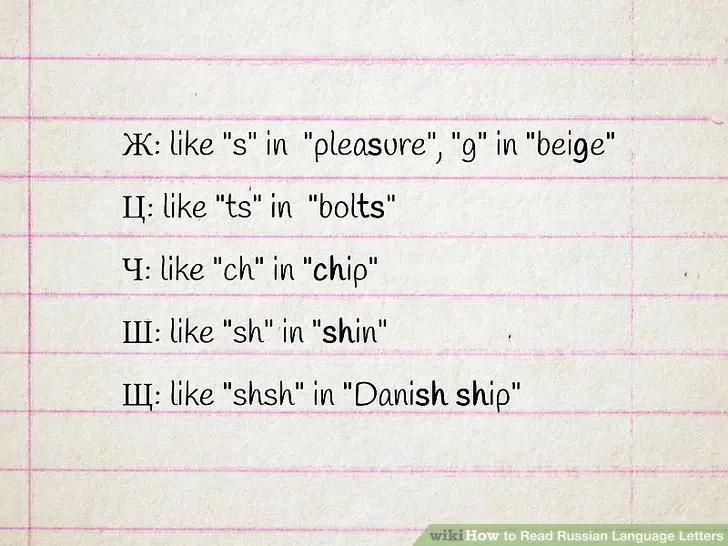 Ж: like "s" in "pleasure", "g" in "beige"
Ц: like "ts" in "bolts"
Ч: like "ch" in "chip"
Ш: like "sh" in "shin"
Щ: like "shsh" in "Danish ship"
wikiHow to Read Russian Language Letters